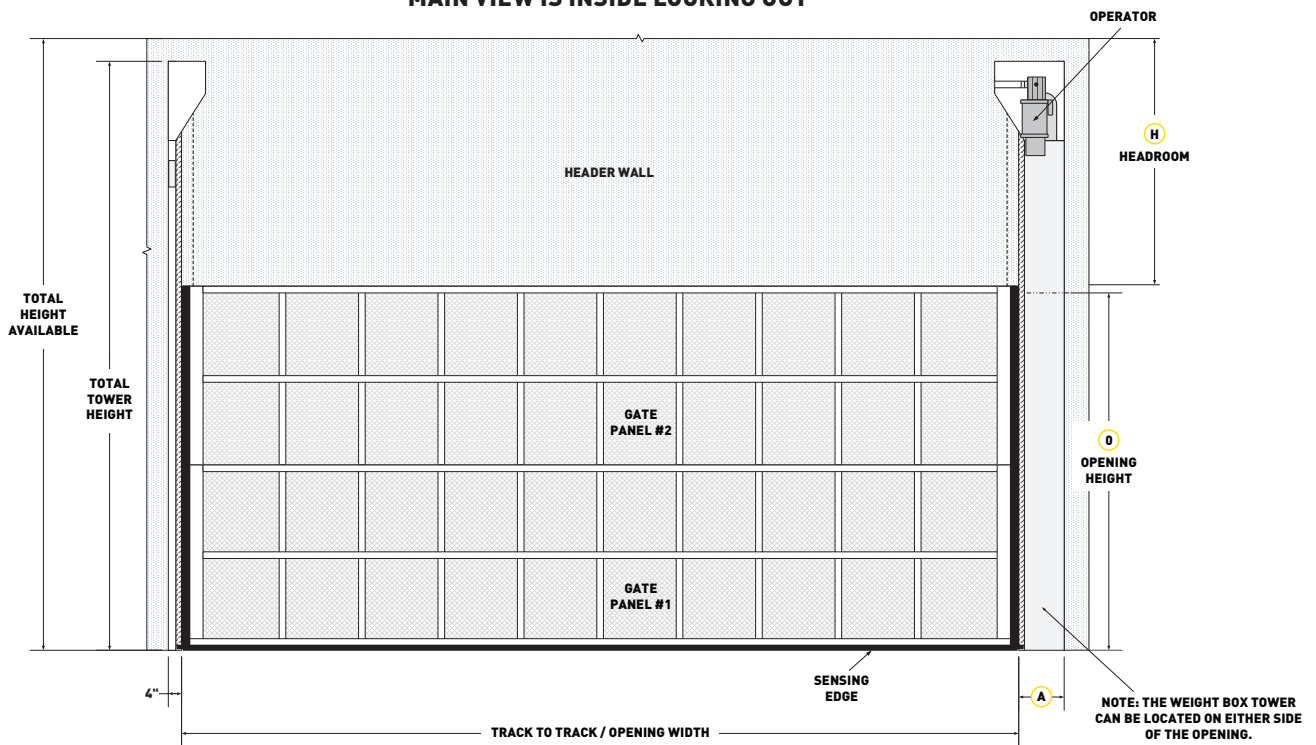 MAIN VIEW IS INSIDE LOOKING OUT
OPERATOR
H
HEADROOM
HEADER WALL
TOTAL
HEIGHT
AVAILABLE
TOTAL
TOWER
HEIGHT
GATE
PANEL #2
O
OPENING
HEIGHT
GATE
PANEL #1
SENSING
EDGE
4"
A
NOTE: THE WEIGHT BOX TOWER
CAN BE LOCATED ON EITHER SIDE
OF THE OPENING.
TRACK TO TRACK / OPENING WIDTH